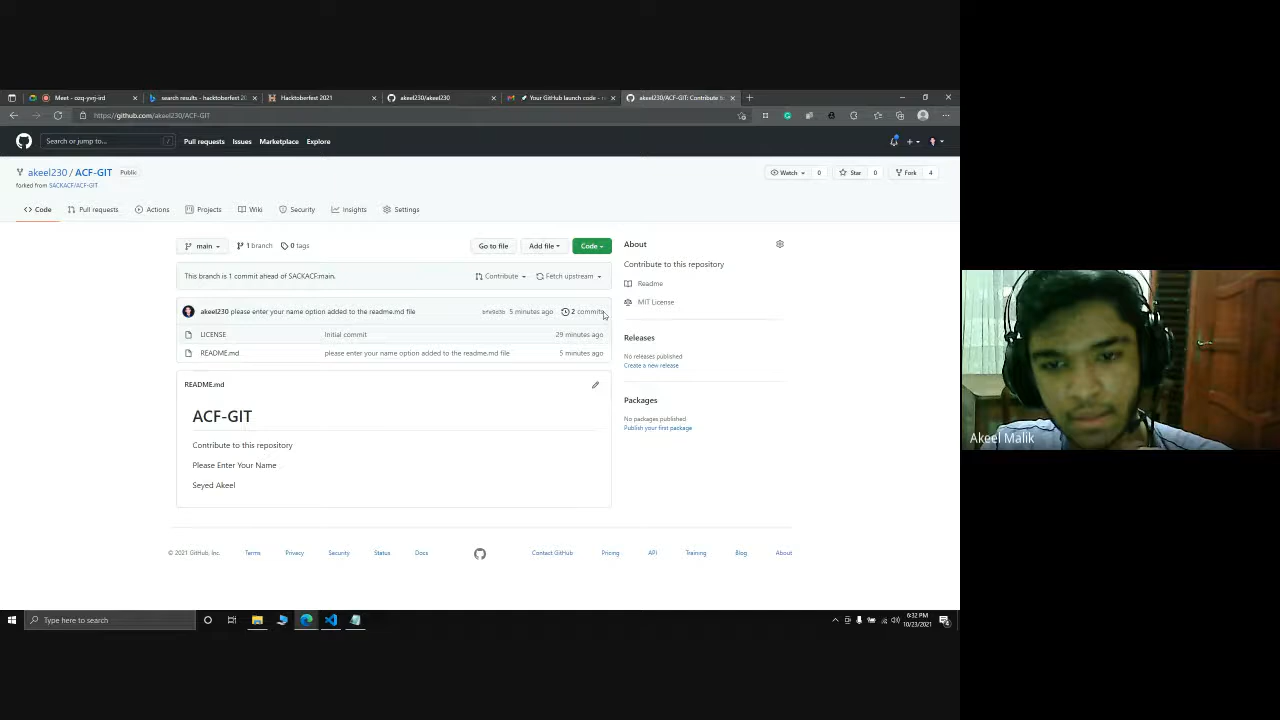 Meet - ozq-yxrj-ird
search results - hacktoberfest 20
Hacktoberfest 2021
akeel230/akeel230
Your GitHub launch code -
akeel230/ACF-GIT: Contribute t
https://github.com/akeel230/ACF-GIT
Search or jump to...
/
Pull requests
Issues
Marketplace
Explore
akeel230 / ACF-GIT
Public
forked from SACKACF/ACF-GIT
Watch
0
Star
0
Fork
4
Code
Pull requests
Actions
Projects
Wiki
Security
Insights
Settings
main
1 branch
0 tags
Go to file
Add file
Code
This branch is 1 commit ahead of SACKACF:main.
Contribute
Fetch upstream
akeel230 please enter your name option added to the readme.md file
5 minutes ago
2 commits
LICENSE
Initial commit
29 minutes ago
README.md
please enter your name option added to the readme.md file
5 minutes ago
README.md
ACF-GIT
Contribute to this repository
Please Enter Your Name
Seyed Akeel
About
Contribute to this repository
Readme
MIT License
Releases
No releases published
Create a new release
Packages
No packages published
Publish your first package
© 2021 GitHub, Inc.
Terms
Privacy
Security
Status
Docs
Contact GitHub
Pricing
API
Training
Blog
About
Akeel Malik
Type here to search
6:32 PM
10/23/2021